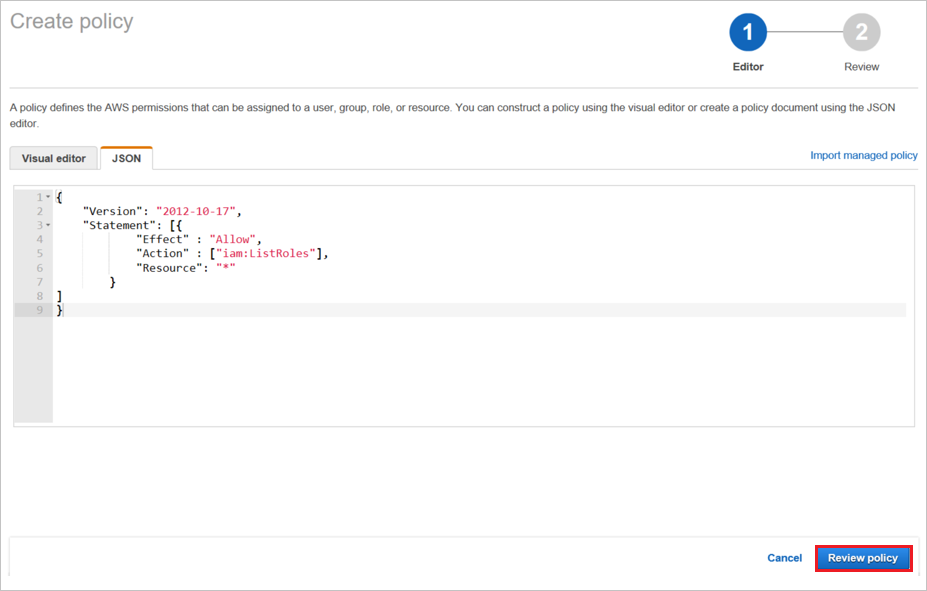 Create policy
1
2
Editor
Review
A policy defines the AWS permissions that can be assigned to a user, group, role, or resource. You can construct a policy using the visual editor or create a policy document using the JSON
editor.
Visual editor
JSON
Import managed policy
1 {
2 "Version": "2012-10-17",
3 "Statement": [{
4 "Effect" : "Allow",
5 "Action" : ["iam:ListRoles"],
6 "Resource": "*"
7 }
8 ]
9 }
Cancel
Review policy